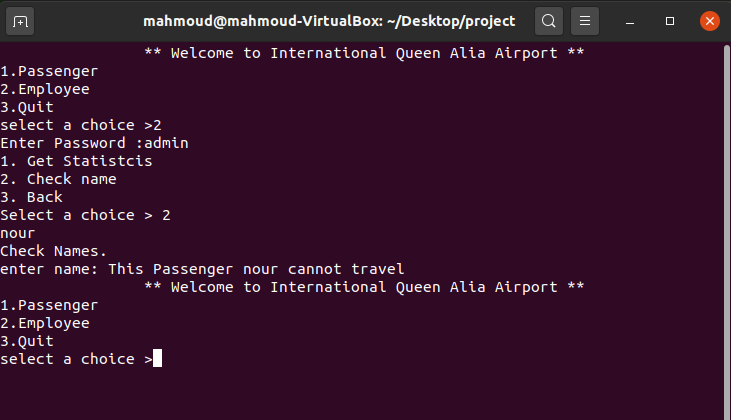 mahmoud@mahmoud-VirtualBox: ~/Desktop/project
** Welcome to International Queen Alia Airport **
1.Passenger
2.Employee
3.Quit
select a choice >2
Enter Password :admin
1. Get Statistcis
2. Check name
3. Back
Select a choice > 2
nour
Check Names.
enter name: This Passenger nour cannot travel
** Welcome to International Queen Alia Airport **
1.Passenger
2.Employee
3.Quit
select a choice >